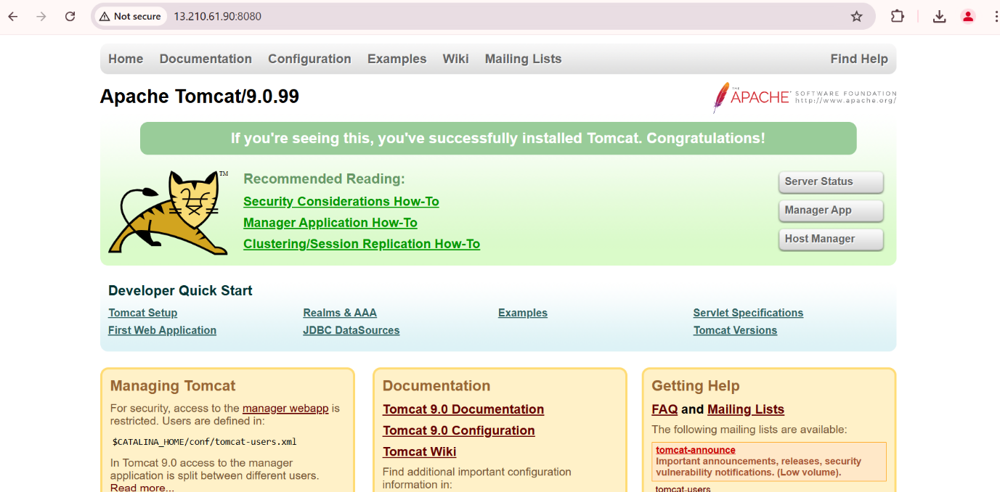 Not secure 13.210.61.90:8080
Home Documentation Configuration Examples Wiki Mailing Lists Find Help
Apache Tomcat/9.0.99
THE APACHE® SOFTWARE FOUNDATION
http://www.apache.org/
If you're seeing this, you've successfully installed Tomcat. Congratulations!
TM
Recommended Reading:
Security Considerations How-To
Manager Application How-To
Clustering/Session Replication How-To
Server Status
Manager App
Host Manager
Developer Quick Start
Tomcat Setup
First Web Application
Realms & AAA
JDBC DataSources
Examples
Servlet Specifications
Tomcat Versions
Managing Tomcat
For security, access to the manager webapp is
restricted. Users are defined in:
$CATALINA_HOME/conf/tomcat-users.xml
In Tomcat 9.0 access to the manager
application is split between different users.
Read more...
Documentation
Tomcat 9.0 Documentation
Tomcat 9.0 Configuration
Tomcat Wiki
Find additional important configuration
information in:
Getting Help
FAQ and Mailing Lists
The following mailing lists are available:
tomcat-announce
Important announcements, releases, security
vulnerability notifications. (Low volume).
tomcat-users